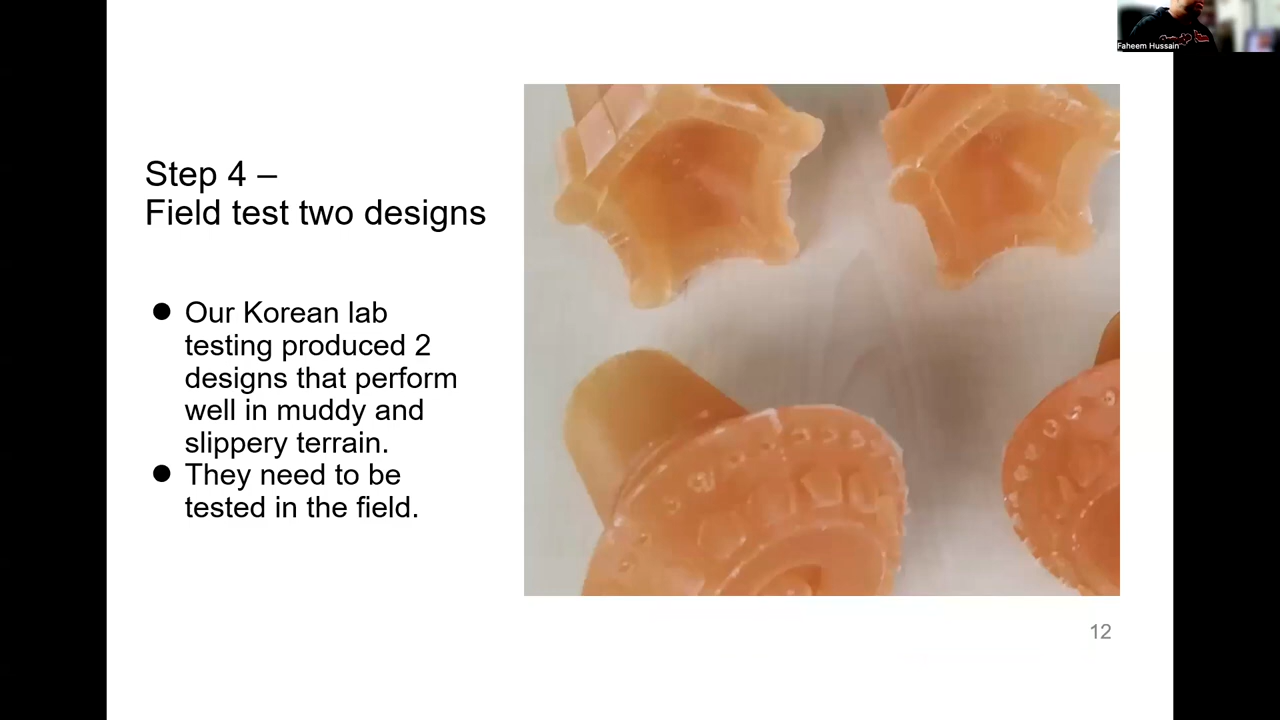 Faheem Hussain
Step 4 –
Field test two designs
● Our Korean lab
testing produced 2
designs that perform
well in muddy and
slippery terrain.
● They need to be
tested in the field.
12